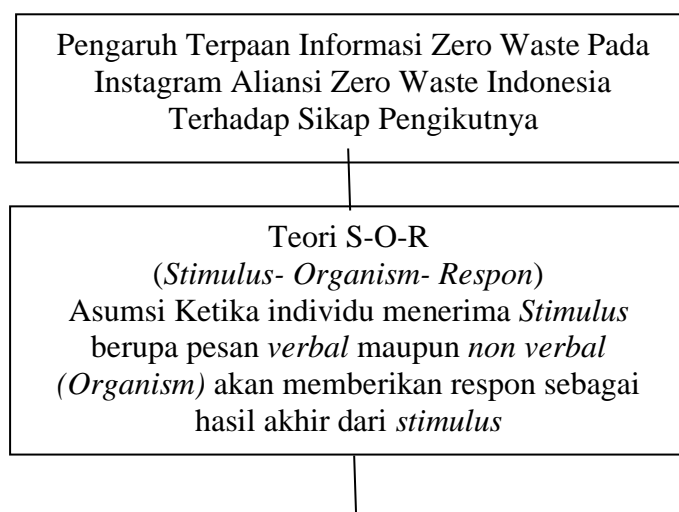 Pengaruh Terpaan Informasi Zero Waste Pada
Instagram Aliansi Zero Waste Indonesia
Terhadap Sikap Pengikutnya
Teori S-O-R
(Stimulus- Organism- Respon)
Asumsi Ketika individu menerima Stimulus
berupa pesan verbal maupun non verbal
(Organism) akan memberikan respon sebagai
hasil akhir dari stimulus